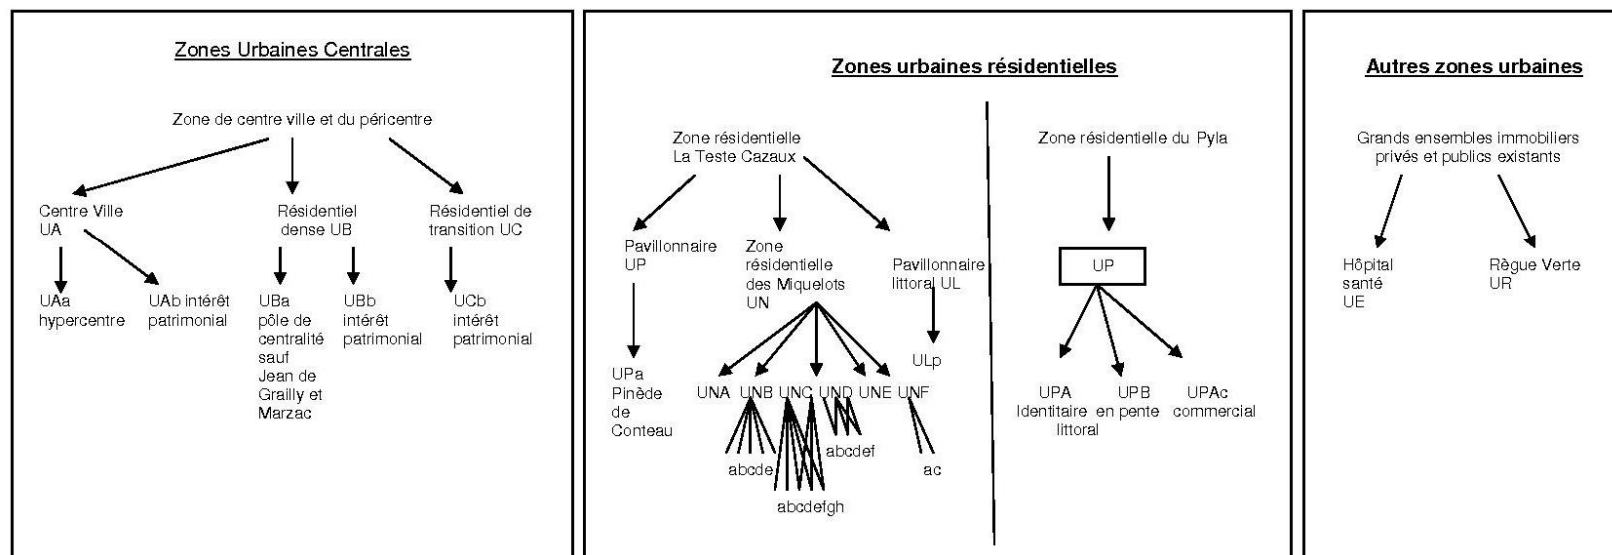 Zones Urbaines Centrales
Zone de centre ville et du péricentre
Centre Ville
UA
Résidentiel
dense UB
Résidentiel de
transition UC
UAa
hypercentre
UAb intérêt
patrimonial
UBa
pôle de
centralité
sauf
Jean de
Grailly et
Marzac
UBb
intérêt
patrimonial
UCb
intérêt
patrimonial
Zones urbaines résidentielles
Zone résidentielle
La Teste Cazaux
Pavillonnaire
UP
Zone
résidentielle
des Miquelots
UN
Pavillonnaire
littoral UL
UPa
Pinède
de
Conteau
UNA UNB UNC UND UNE UNF
ULp
abcde
abcdefgh
abcdef
ac
Zone résidentielle du Pyla
UP
UPA
Identitaire
littoral
UPB
en pente
UPAc
commercial
Autres zones urbaines
Grands ensembles immobiliers
privés et publics existants
Hôpital
santé
UE
Règue Verte
UR